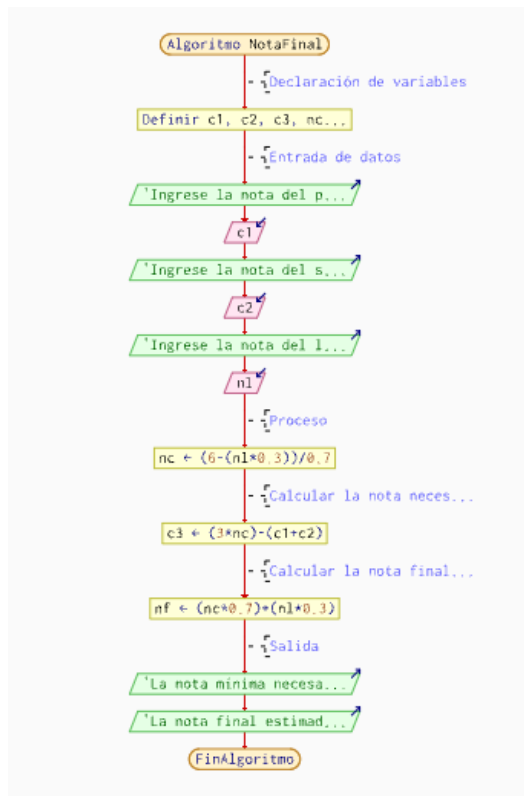 Algoritmo NotaFinal
Declaración de variables
Definir c1, c2, c3, nc...
Entrada de datos
'Ingrese la nota del p...
c1
'Ingrese la nota del s...
c2
'Ingrese la nota del l...
nl
Proceso
nc ← (6-(nl*0.3))/0.7
Calcular la nota neces...
c3 ← (3*nc)-(c1+c2)
Calcular la nota final...
nf ← (nc*0.7)+(nl*0.3)
Salida
'La nota mínima necesa...
'La nota final estimad...
FinAlgoritmo